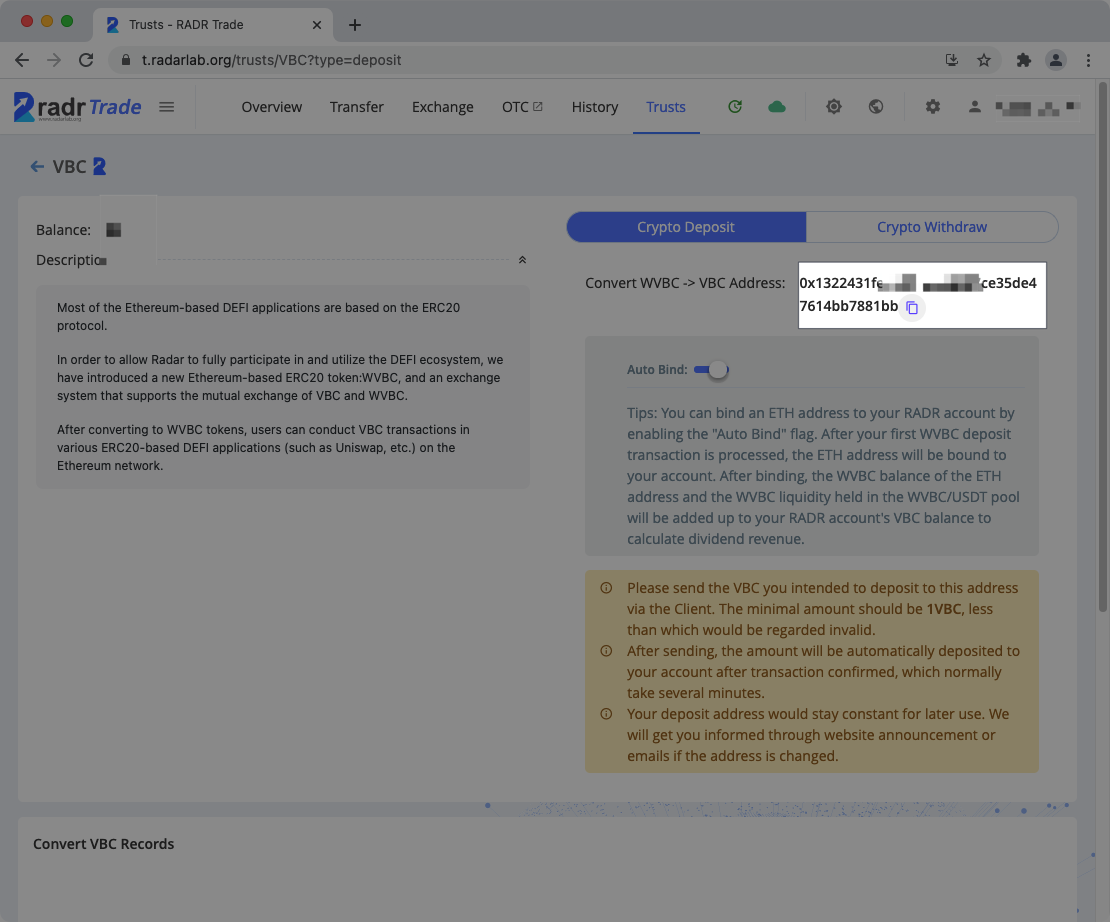 Trusts - RADR Trade
t.radarlab.org/trusts/VBC?type=deposit
radr Trade
www.radarlab.org
Overview Transfer Exchange OTC History Trusts
VBC
Balance:
Crypto Deposit Crypto Withdraw
Descriptio
Convert WVBC -> VBC Address: 0x1322431f ce35de4
7614bb7881bb
Most of the Ethereum-based DEFI applications are based on the ERC20
protocol.
In order to allow Radar to fully participate in and utilize the DEFI ecosystem, we
have introduced a new Ethereum-based ERC20 token:WVBC, and an exchange
system that supports the mutual exchange of VBC and WVBC.
After converting to WVBC tokens, users can conduct VBC transactions in
various ERC20-based DEFI applications (such as Uniswap, etc.) on the
Ethereum network.
Auto Bind:
Tips: You can bind an ETH address to your RADR account by
enabling the "Auto Bind" flag. After your first WVBC deposit
transaction is processed, the ETH address will be bound to
your account. After binding, the WVBC balance of the ETH
address and the WVBC liquidity held in the WVBC/USDT pool
will be added up to your RADR account's VBC balance to
calculate dividend revenue.
Please send the VBC you intended to deposit to this address
via the Client. The minimal amount should be 1VBC, less
than which would be regarded invalid.
After sending, the amount will be automatically deposited to
your account after transaction confirmed, which normally
take several minutes.
Your deposit address would stay constant for later use. We
will get you informed through website announcement or
emails if the address is changed.
Convert VBC Records